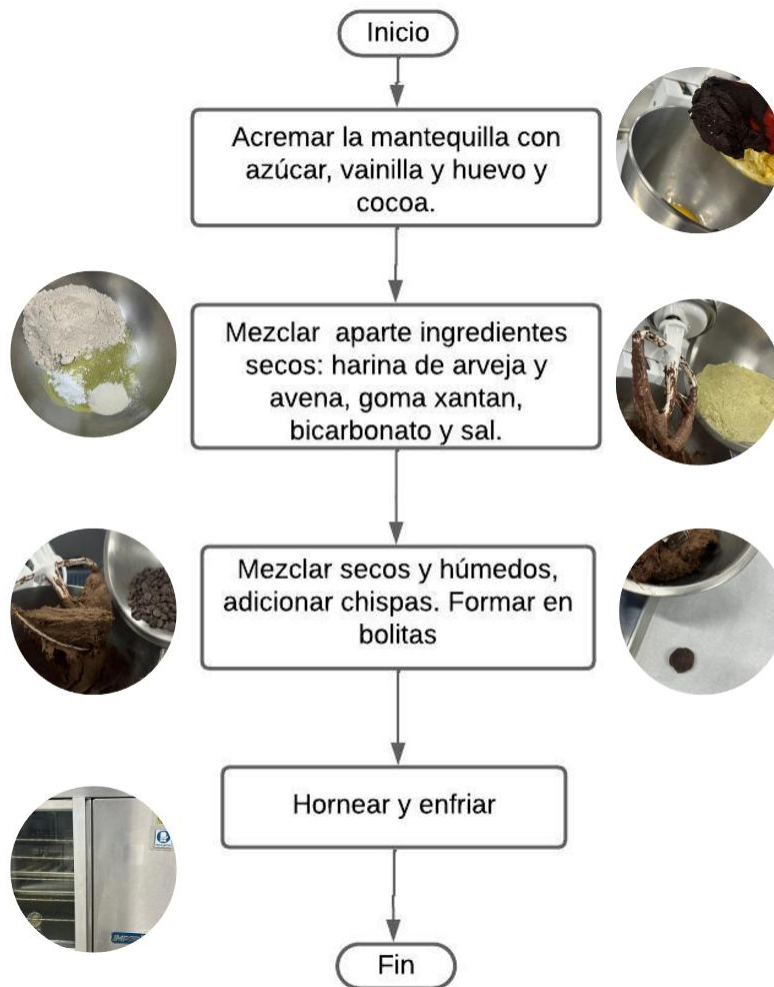 Inicio
Acremar la mantequilla con
azúcar, vainilla y huevo y
cocoa.
Mezclar aparte ingredientes
secos: harina de arveja y
avena, goma xantan,
bicarbonato y sal.
Mezclar secos y húmedos,
adicionar chispas. Formar en
bolitas
Hornear y enfriar
Fin